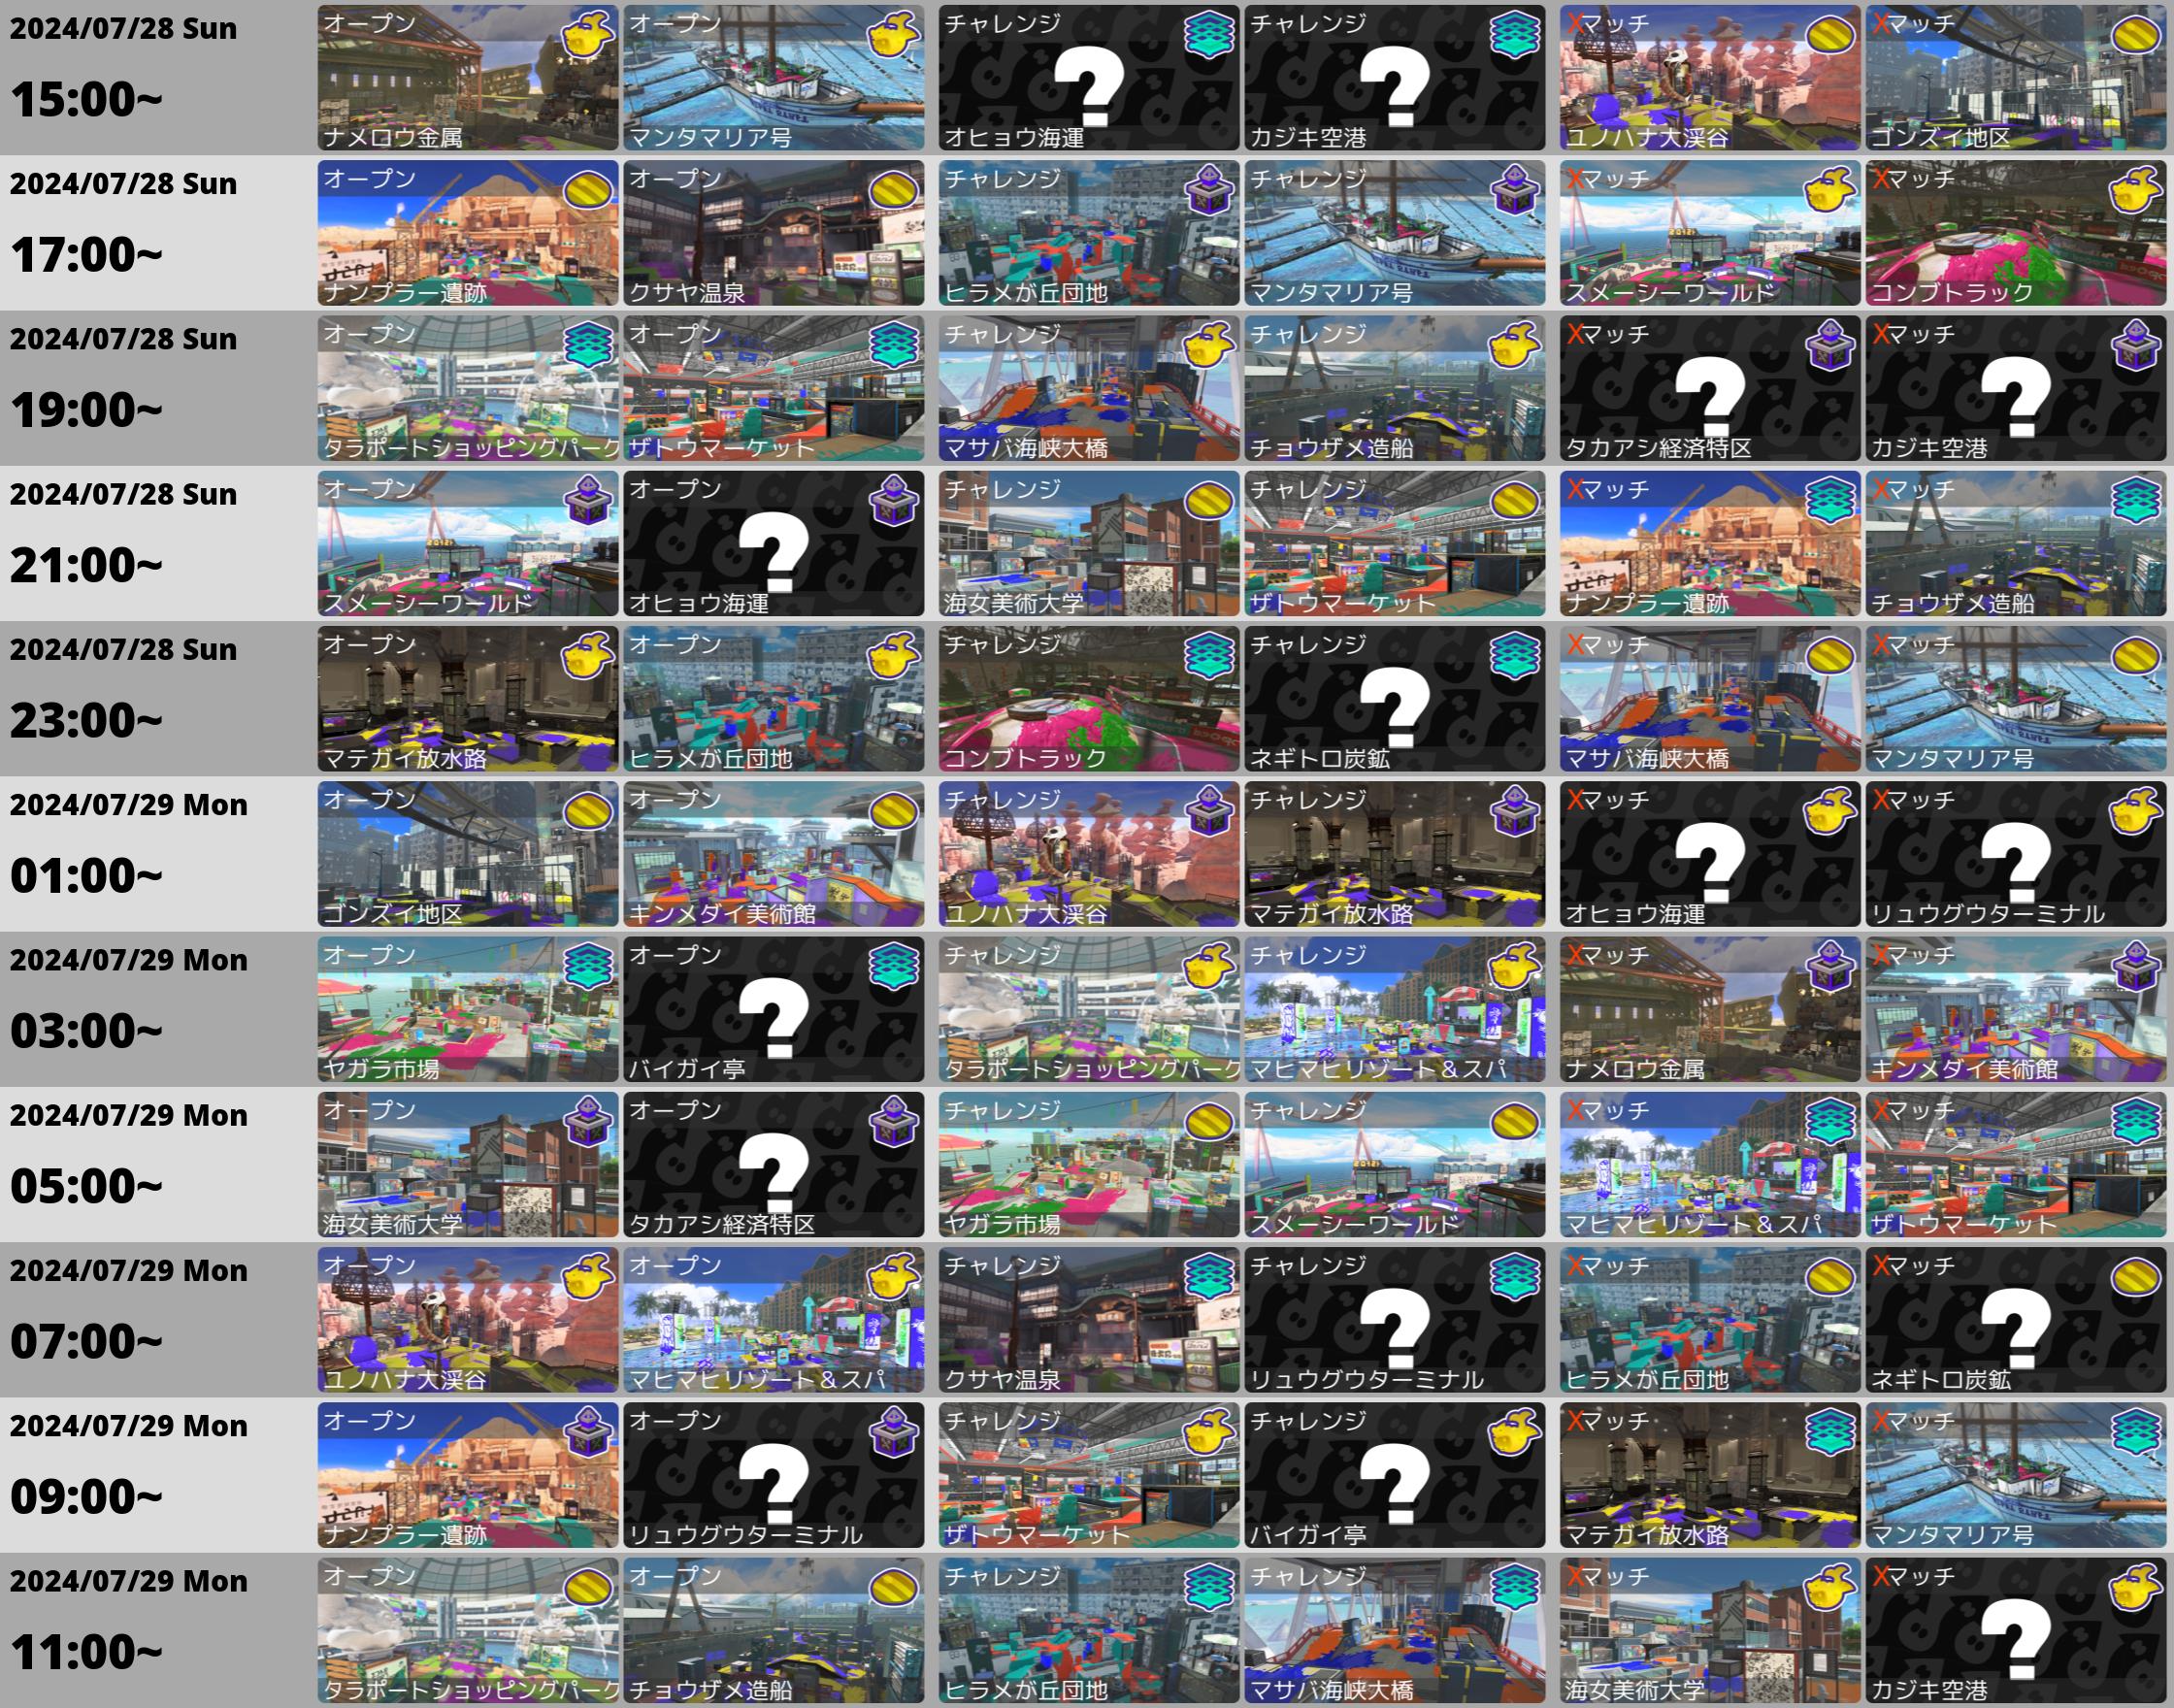 2024/07/28 Sun
15:00~
オープン
ナメロウ金属
オープン
マンタマリア号
チャレンジ
?
オヒョウ海運
チャレンジ
?
カジキ空港
Xマッチ
ユノハナ大渓谷
Xマッチ
ゴンズイ地区
2024/07/28 Sun
17:00~
オープン
ナンプラー遺跡
オープン
クサヤ温泉
チャレンジ
ヒラメが丘団地
チャレンジ
マンタマリア号
Xマッチ
スメーシーワールド
Xマッチ
コンブトラック
2024/07/28 Sun
19:00~
オープン
タラポートショッピングパーク
オープン
ザトウマーケット
チャレンジ
マサバ海峡大橋
チャレンジ
チョウザメ造船
Xマッチ
?
タカアシ経済特区
Xマッチ
?
カジキ空港
2024/07/28 Sun
21:00~
オープン
スメーシーワールド
オープン
?
オヒョウ海運
チャレンジ
海女美術大学
チャレンジ
ザトウマーケット
Xマッチ
ナンプラー遺跡
Xマッチ
チョウザメ造船
2024/07/28 Sun
23:00~
オープン
マテガイ放水路
オープン
ヒラメが丘団地
チャレンジ
コンブトラック
チャレンジ
?
ネギトロ炭鉱
Xマッチ
マサバ海峡大橋
Xマッチ
マンタマリア号
2024/07/29 Mon
01:00~
オープン
ゴンズイ地区
オープン
キンメダイ美術館
チャレンジ
ユノハナ大渓谷
チャレンジ
マテガイ放水路
Xマッチ
?
オヒョウ海運
Xマッチ
?
リュウグウターミナル
2024/07/29 Mon
03:00~
オープン
ヤガラ市場
オープン
?
バイガイ亭
チャレンジ
タラポートショッピングパーク
チャレンジ
マヒマヒリゾート&スパ
Xマッチ
ナメロウ金属
Xマッチ
キンメダイ美術館
2024/07/29 Mon
05:00~
オープン
海女美術大学
オープン
?
タカアシ経済特区
チャレンジ
ヤガラ市場
チャレンジ
スメーシーワールド
Xマッチ
マヒマヒリゾート&スパ
Xマッチ
ザトウマーケット
2024/07/29 Mon
07:00~
オープン
ユノハナ大渓谷
オープン
マヒマヒリゾート&スパ
チャレンジ
クサヤ温泉
チャレンジ
?
リュウグウターミナル
Xマッチ
ヒラメが丘団地
Xマッチ
?
ネギトロ炭鉱
2024/07/29 Mon
09:00~
オープン
ナンプラー遺跡
オープン
?
リュウグウターミナル
チャレンジ
ザトウマーケット
チャレンジ
?
バイガイ亭
Xマッチ
マテガイ放水路
Xマッチ
マンタマリア号
2024/07/29 Mon
11:00~
オープン
タラポートショッピングパーク
オープン
チョウザメ造船
チャレンジ
ヒラメが丘団地
チャレンジ
マサバ海峡大橋
Xマッチ
海女美術大学
Xマッチ
?
カジキ空港